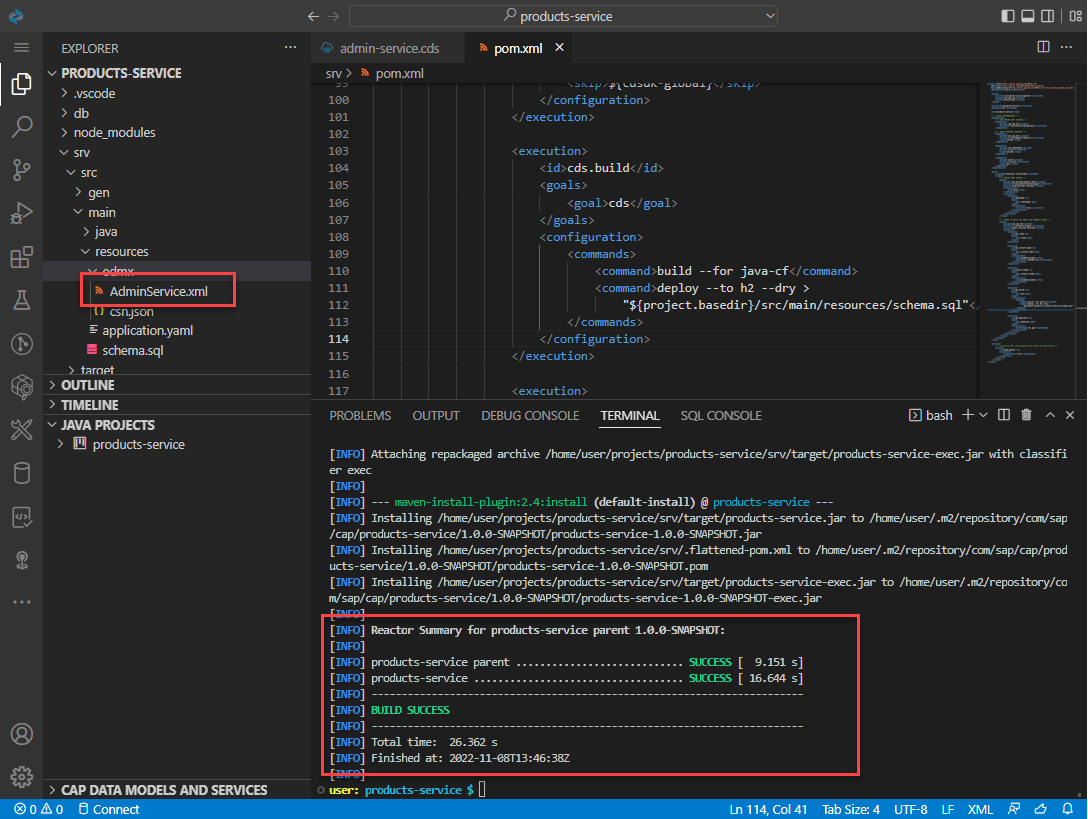 products-service
EXPLORER
PRODUCTS-SERVICE
.vscode
db
node_modules
srv
src
gen
main
java
resources
edmx
AdminService.xml
csn.json
application.yaml
schema.sql
target
OUTLINE
TIMELINE
JAVA PROJECTS
products-service
CAP DATA MODELS AND SERVICES
admin-service.cds
pom.xml
srv > pom.xml
99 <skip>${cdsdk-global}</skip>
100 </configuration>
101 </execution>
102
103 <execution>
104 <id>cds.build</id>
105 <goals>
106 <goal>cds</goal>
107 </goals>
108 <configuration>
109 <commands>
110 <command>build --for java-cf</command>
111 <command>deploy --to h2 --dry >
112 "${project.basedir}/src/main/resources/schema.sql"</
113 </commands>
114 </configuration>
115 </execution>
116
117 <execution>
PROBLEMS OUTPUT DEBUG CONSOLE TERMINAL SQL CONSOLE
bash
[INFO] Attaching repackaged archive /home/user/projects/products-service/srv/target/products-service-exec.jar with classifi
er exec
[INFO]
[INFO] --- maven-install-plugin:2.4:install (default-install) @ products-service ---
[INFO] Installing /home/user/projects/products-service/srv/target/products-service.jar to /home/user/.m2/repository/com/sap
/cap/products-service/1.0.0-SNAPSHOT/products-service-1.0.0-SNAPSHOT.jar
[INFO] Installing /home/user/projects/products-service/srv/.flattened-pom.xml to /home/user/.m2/repository/com/sap/cap/prod
ucts-service/1.0.0-SNAPSHOT/products-service-1.0.0-SNAPSHOT.pom
[INFO] Installing /home/user/projects/products-service/srv/target/products-service-exec.jar to /home/user/.m2/repository/co
m/sap/cap/products-service/1.0.0-SNAPSHOT/products-service-1.0.0-SNAPSHOT-exec.jar
[INFO]
[INFO] Reactor Summary for products-service parent 1.0.0-SNAPSHOT:
[INFO]
[INFO] products-service parent ............................ SUCCESS [ 9.151 s]
[INFO] products-service ................................... SUCCESS [ 16.644 s]
[INFO] ------------------------------------------------------------------------
[INFO] BUILD SUCCESS
[INFO] ------------------------------------------------------------------------
[INFO] Total time: 26.362 s
[INFO] Finished at: 2022-11-08T13:46:38Z
[INFO]
user: products-service $
0 0 Connect
Ln 114, Col 41 Tab Size: 4 UTF-8 LF XML